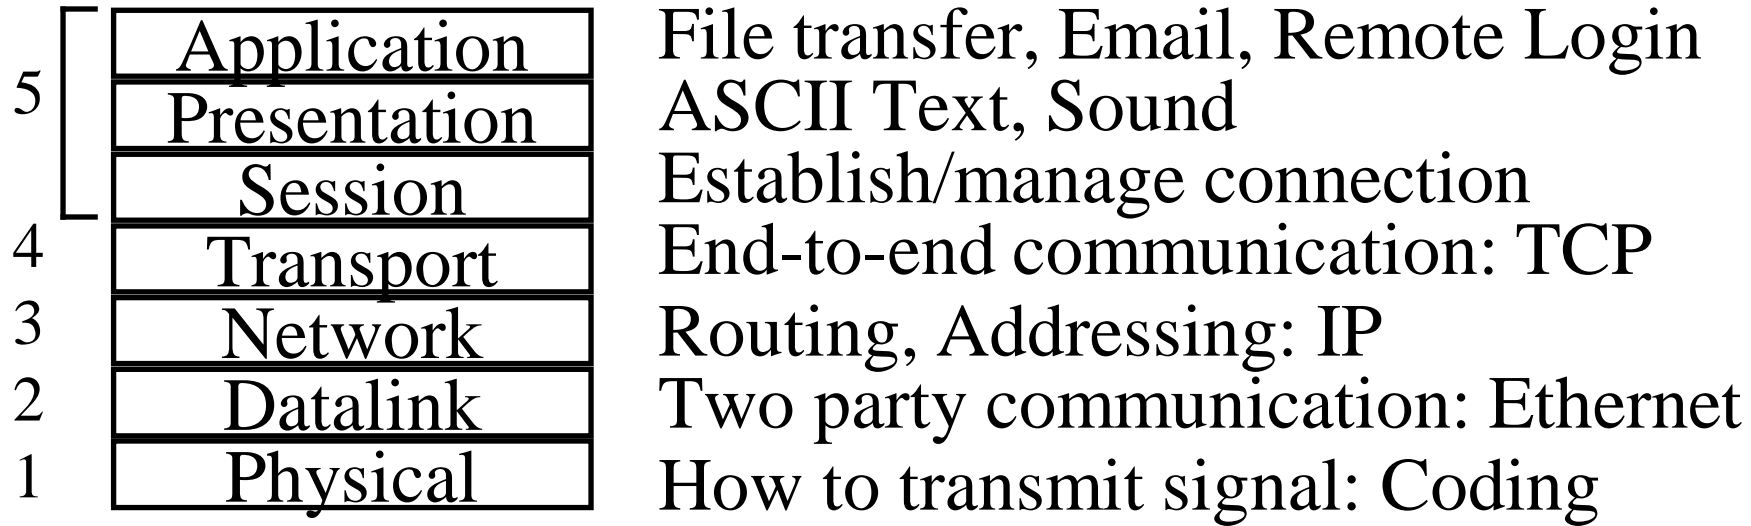 Application File transfer, Email, Remote Login
5
Presentation ASCII Text, Sound
Session Establish/manage connection
4 Transport End-to-end communication: TCP
3 Network Routing, Addressing: IP
2 Datalink Two party communication: Ethernet
1 Physical How to transmit signal: Coding